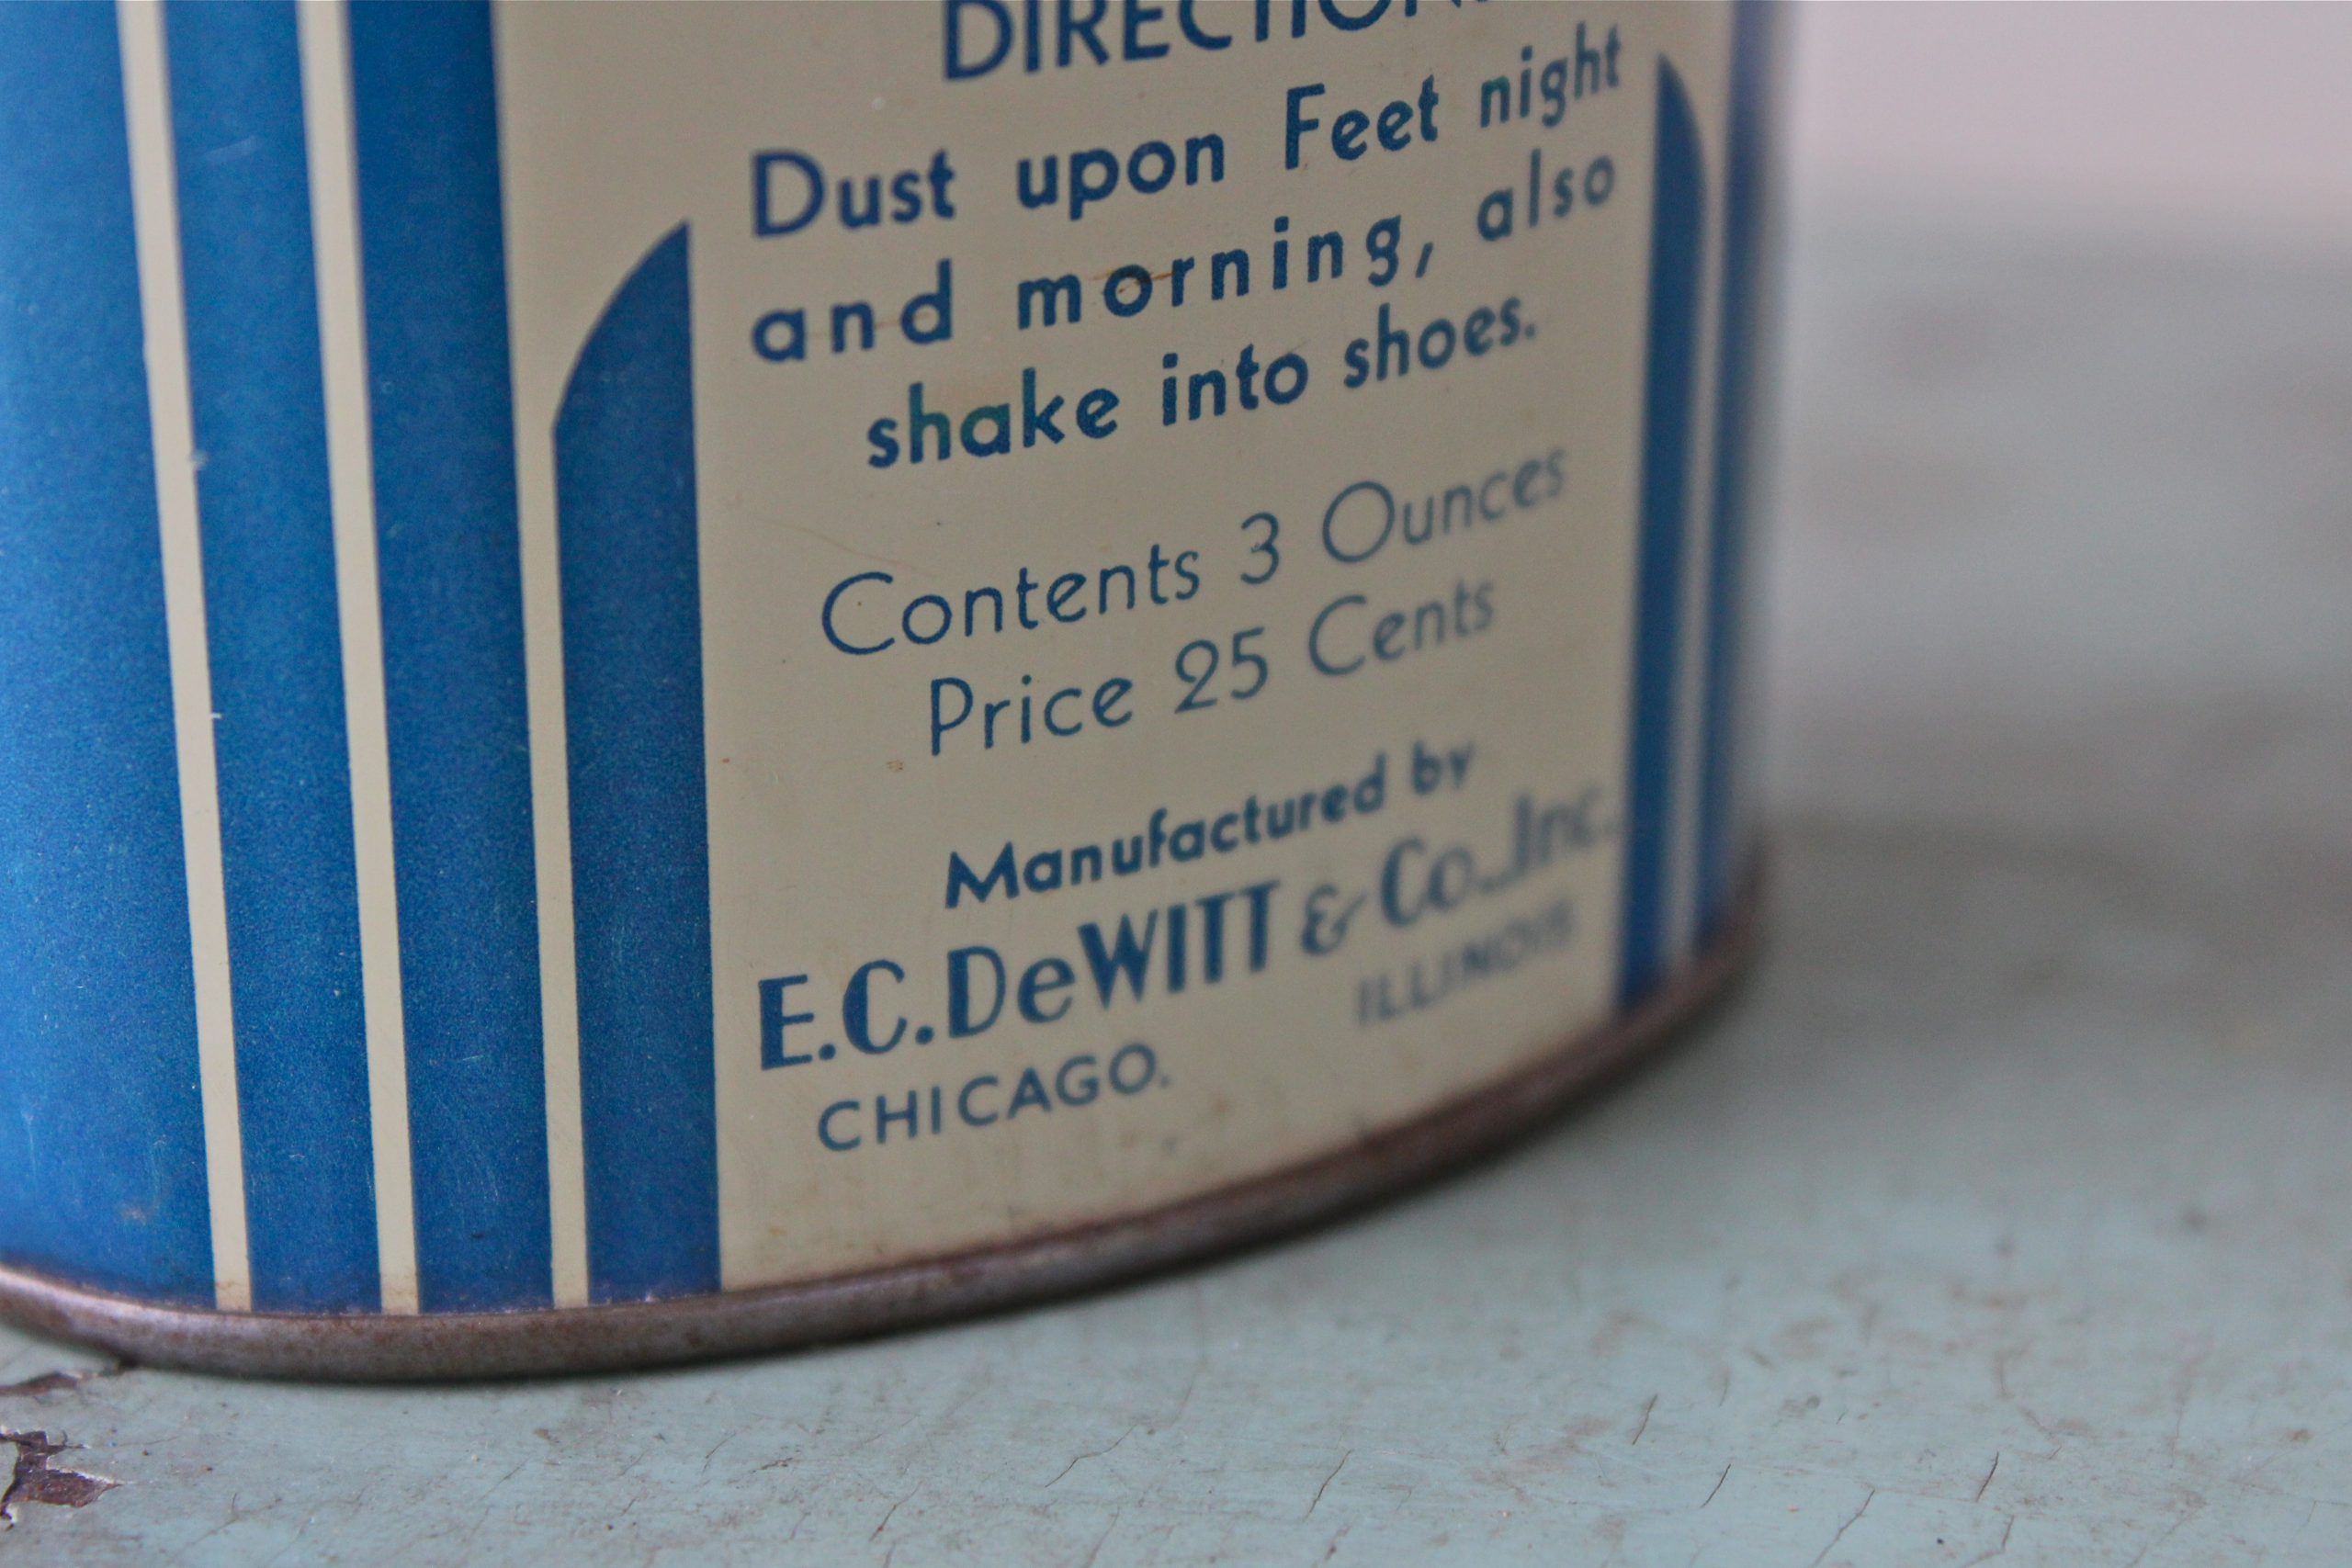 DIRECTIONS
Dust upon Feet night
and morning, also
shake into shoes.
Contents 3 Ounces
Price 25 Cents
Manufactured by
E.C. DeWITT & Co. Inc.
CHICAGO. ILLINOIS